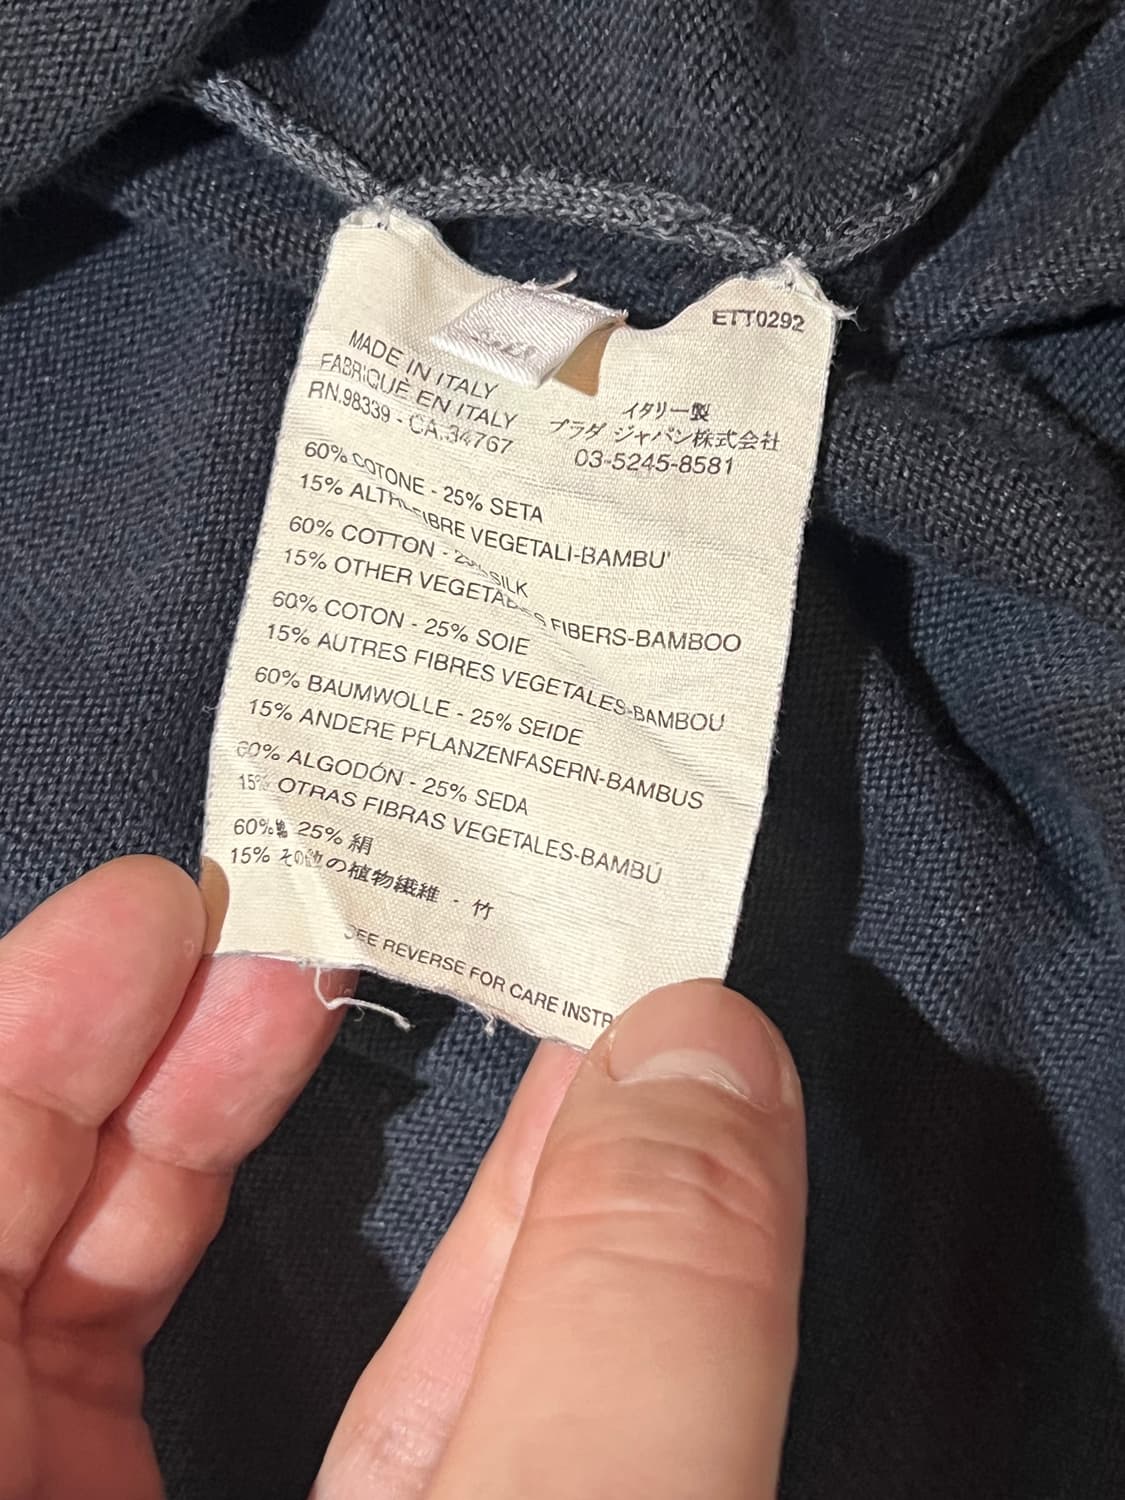 ETT0292
MADE IN ITALY
FABRIQUÈ EN ITALY
RN.98339 - CA.34767
イタリー製
プラダ ジャパン株式会社
03-5245-8581
60% COTONE - 25% SETA
15% ALTRE FIBRE VEGETALI-BAMBU'
60% COTTON - 25% SILK
15% OTHER VEGETABLES FIBERS-BAMBOO
60% COTON - 25% SOIE
15% AUTRES FIBRES VEGETALES-BAMBOU
60% BAUMWOLLE - 25% SEIDE
15% ANDERE PFLANZENFASERN-BAMBUS
60% ALGODÓN - 25% SEDA
15% OTRAS FIBRAS VEGETALES-BAMBÚ
60% 25% 絹
15% その他の植物繊維 - 竹
SEE REVERSE FOR CARE INSTR